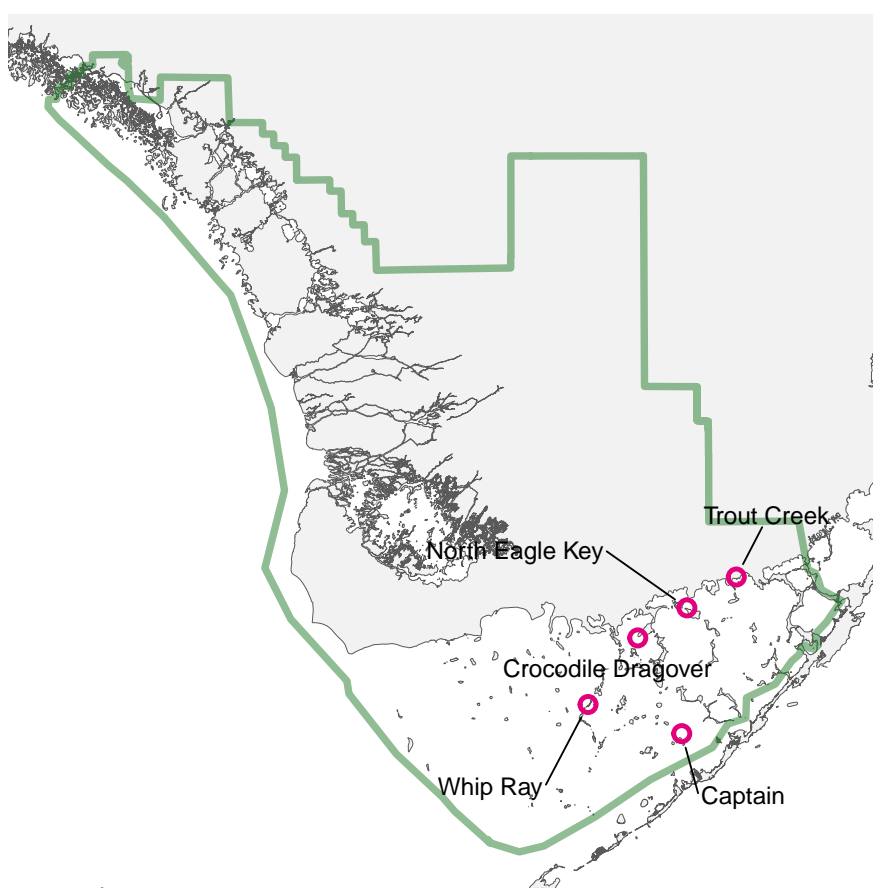 Trout Creek
North Eagle Key
Crocodile Dragover
Whip Ray
Captain